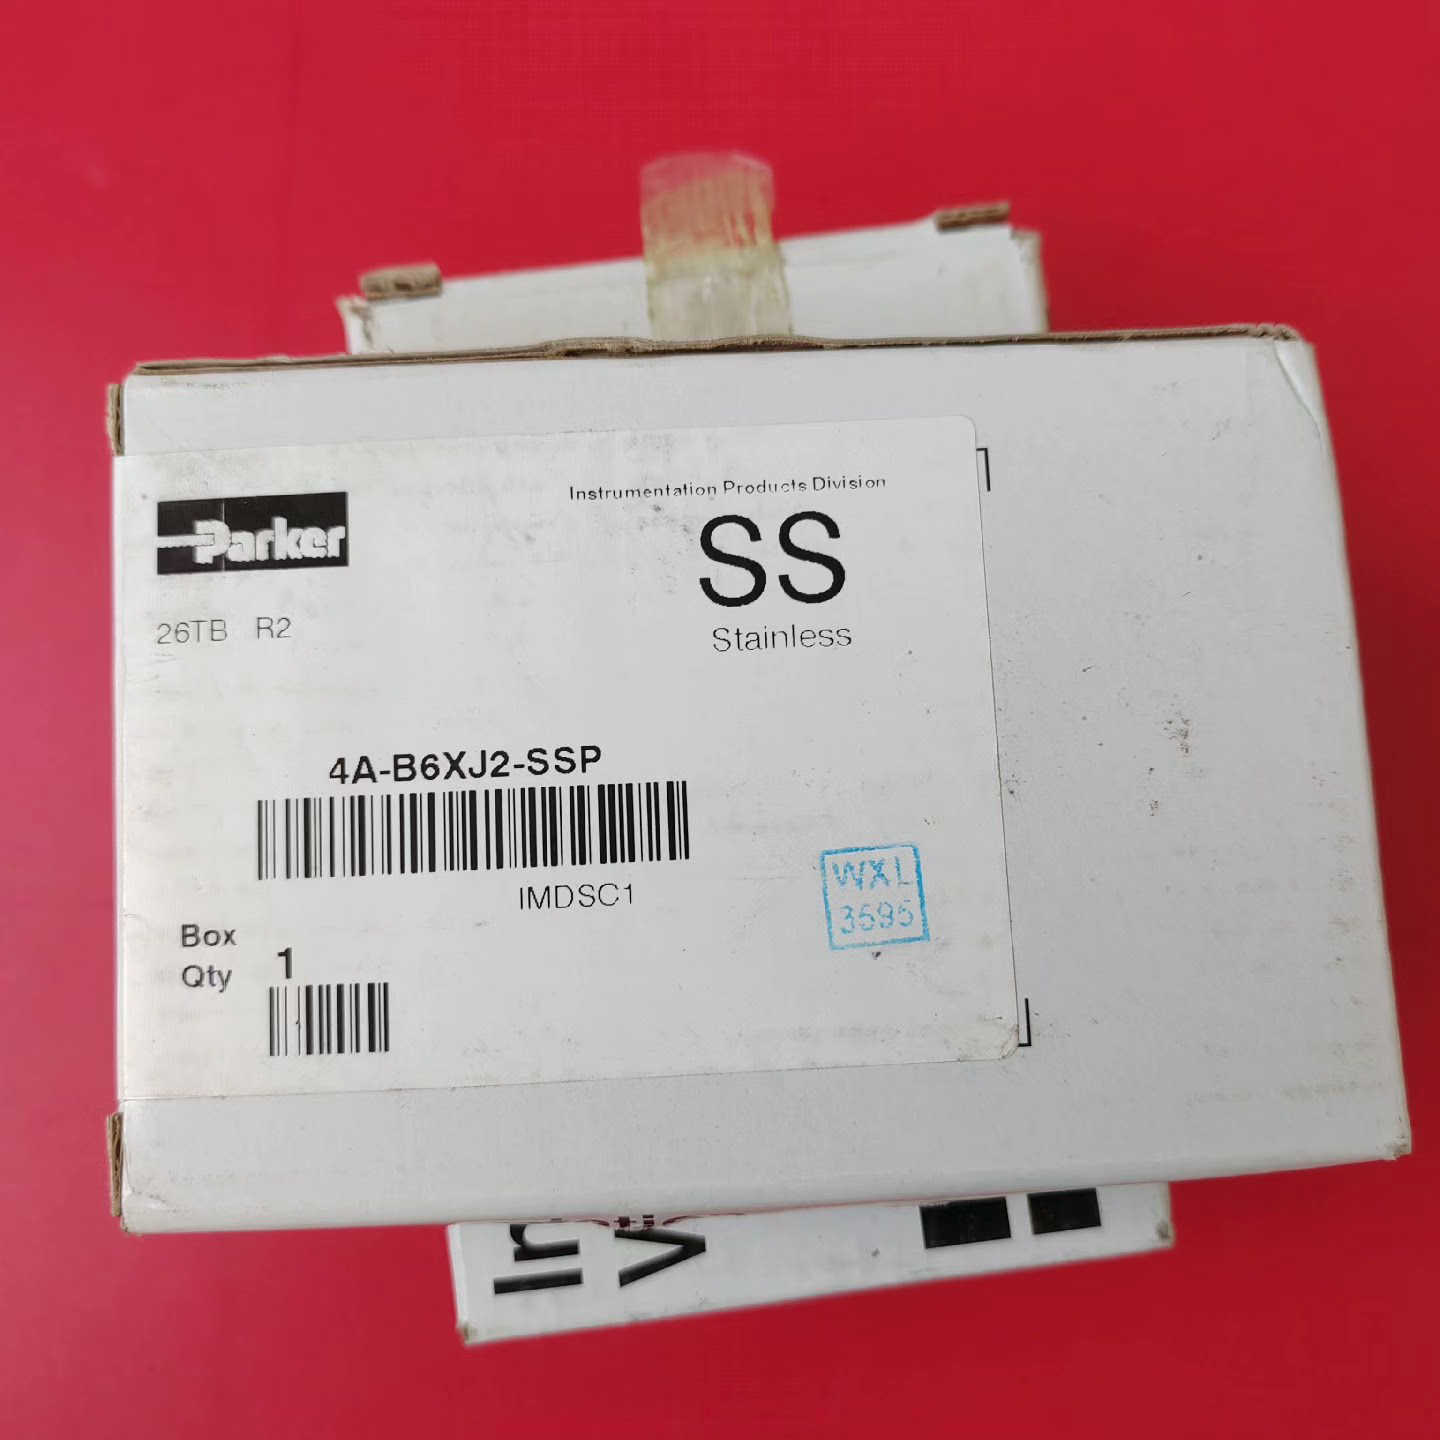 Parker
Instrumentation Products Division
SS
Stainless
26TB R2
4A-B6XJ2-SSP
IMDSC1
WXL
3595
Box
Qty 1